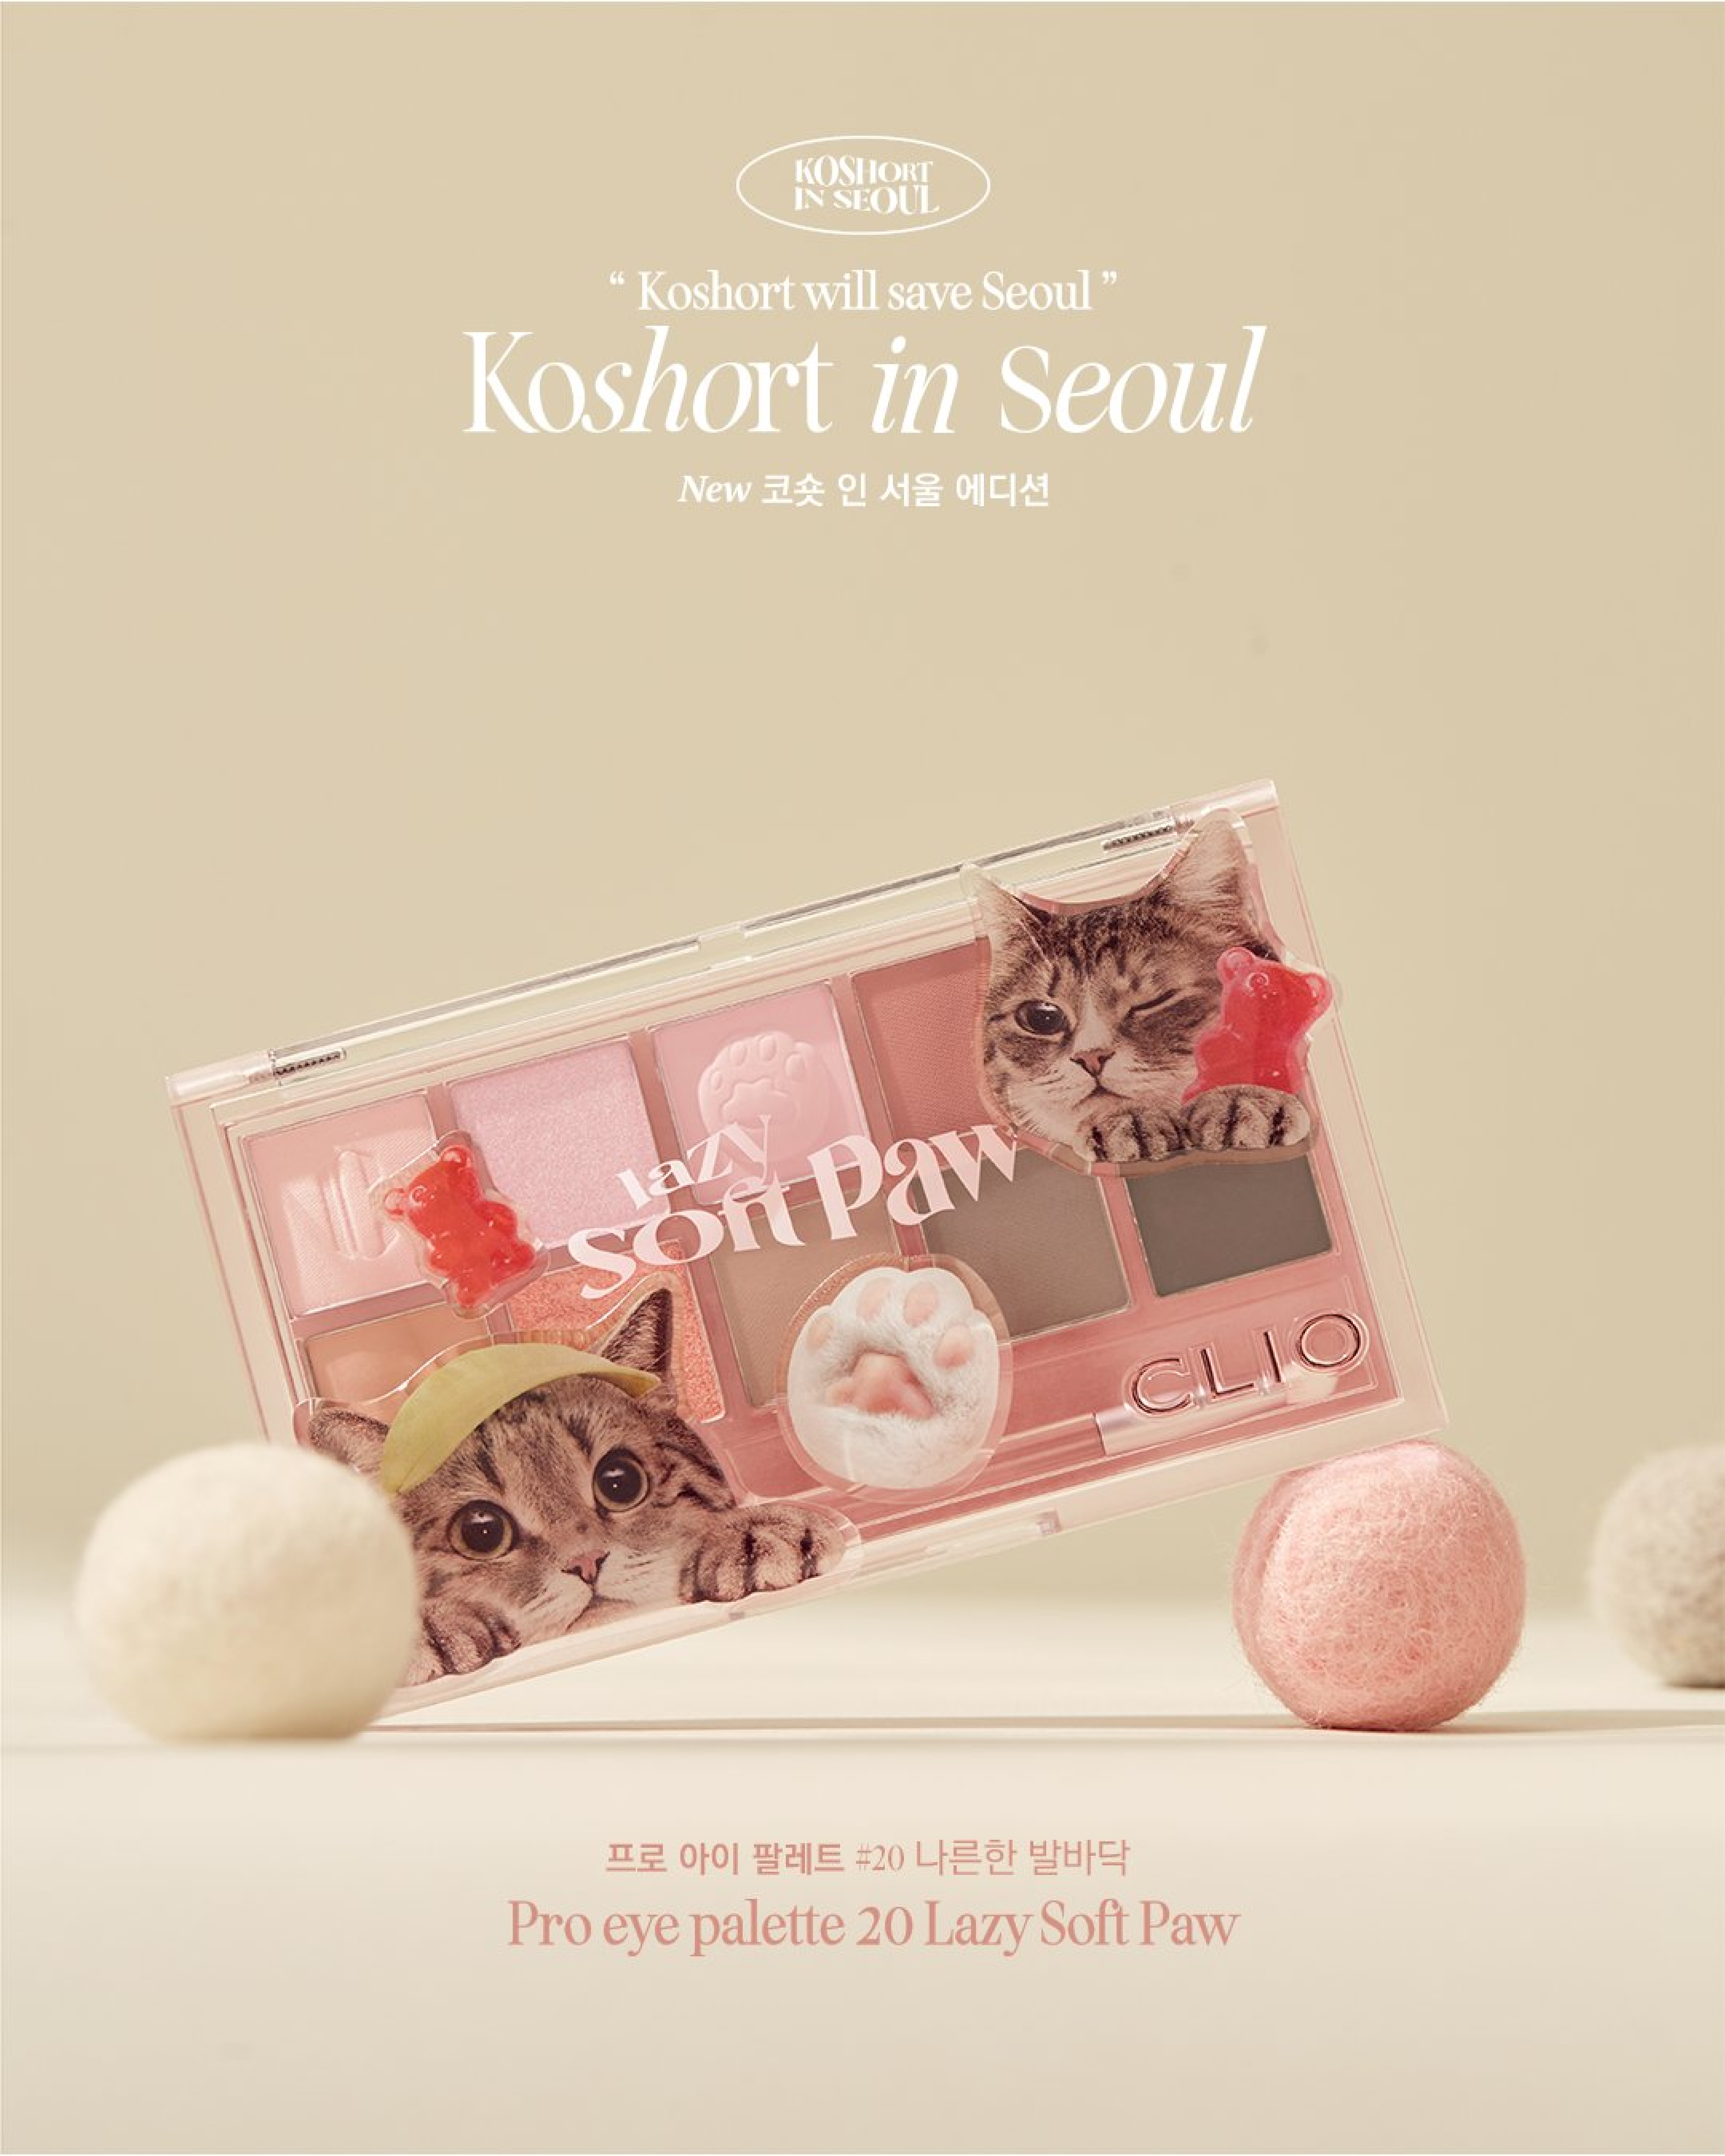 KOSHORT
IN SEOUL
“ Koshort will save Seoul ”
Koshort in Seoul
New 코숏 인 서울 에디션
lazy
soft paw
CLIO
프로 아이 팔레트 #20 나른한 발바닥
Pro eye palette 20 Lazy Soft Paw